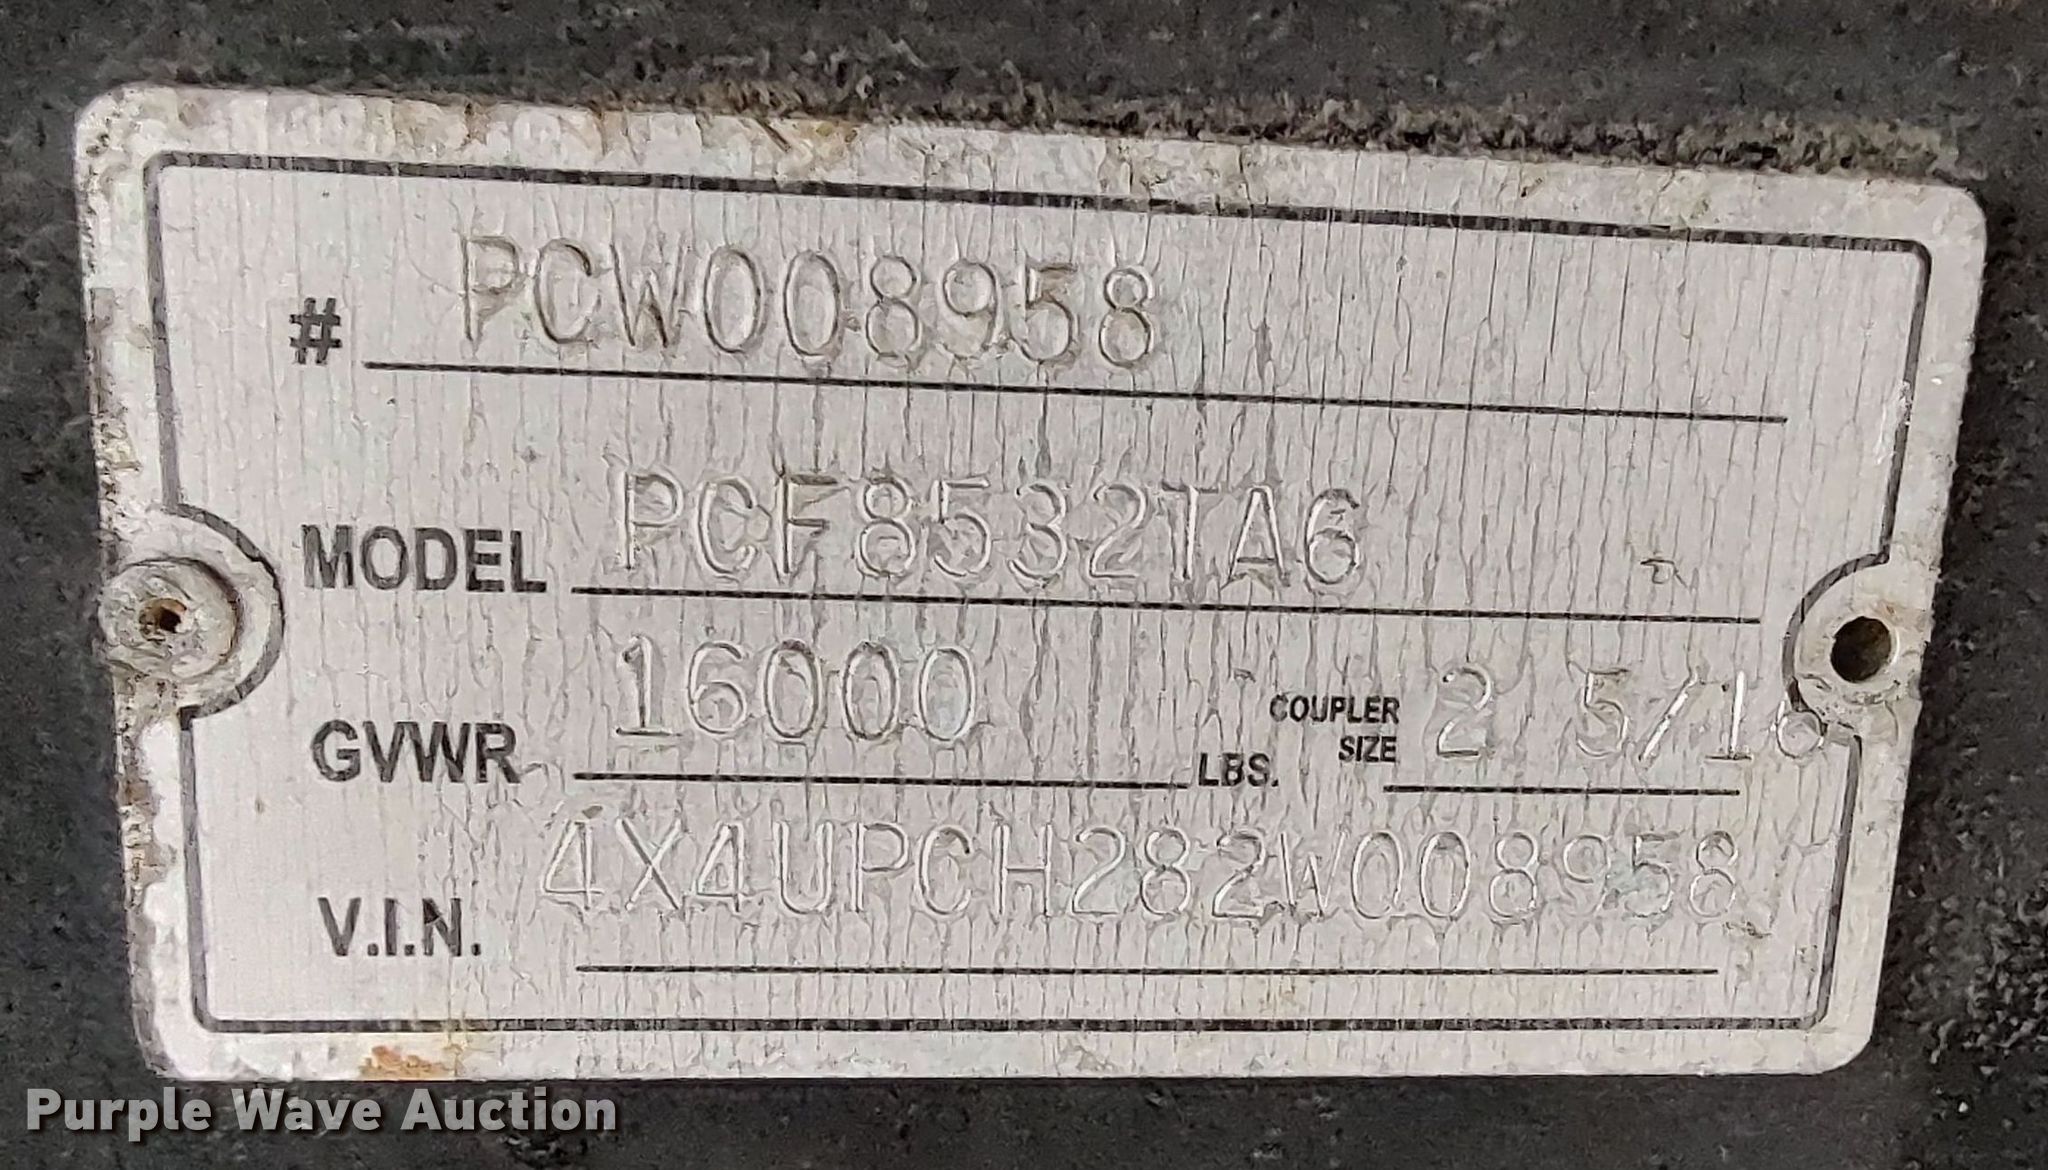 # PCW008958
MODEL PCF8532TA6
GVWR 16000 LBS. COUPLER SIZE 2 5/16
V.I.N. 4X4UPCH282W008958
Purple Wave Auction